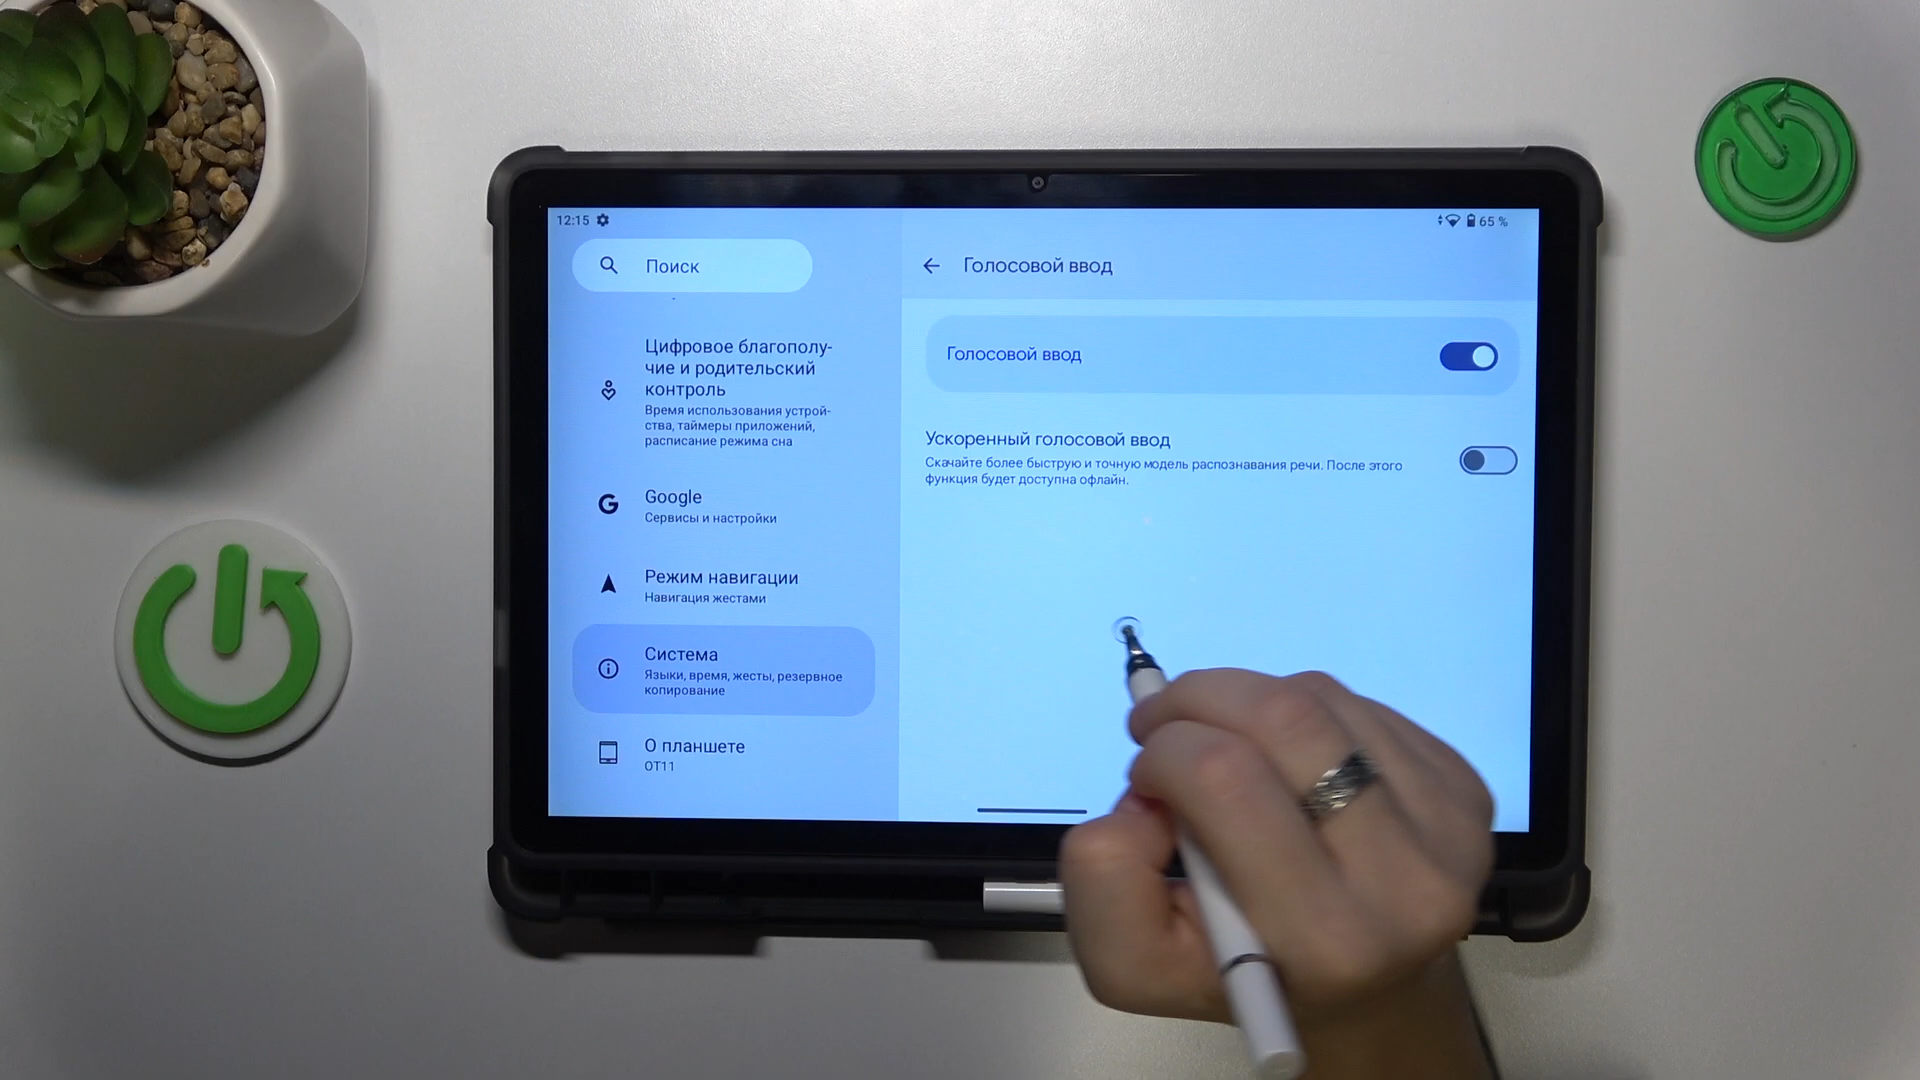 12:15
65 %
Поиск
Цифровое благополу-
чие и родительский
контроль
Время использования устрой-
ства, таймеры приложений,
расписание режима сна
Google
Сервисы и настройки
Режим навигации
Навигация жестами
Система
Языки, время, жесты, резервное
копирование
О планшете
OT11
Голосовой ввод
Голосовой ввод
Ускоренный голосовой ввод
Скачайте более быструю и точную модель распознавания речи. После этого
функция будет доступна офлайн.